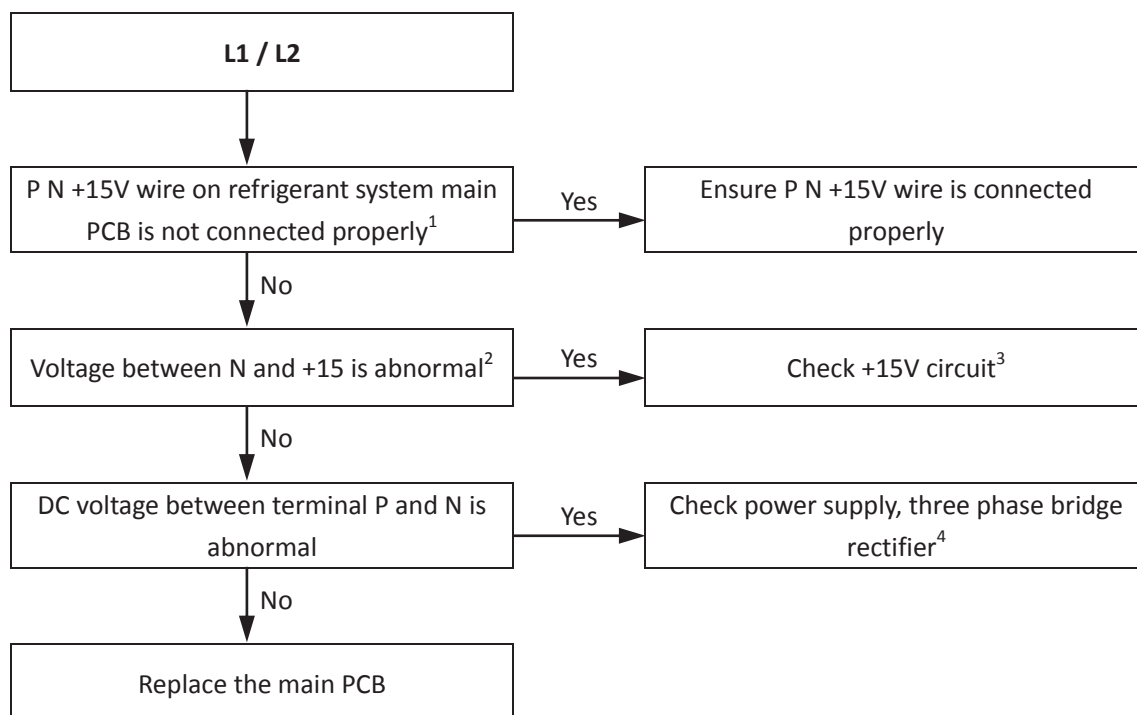 L1 / L2
P N +15V wire on refrigerant system main
PCB is not connected properly¹
Yes
Ensure P N +15V wire is connected
properly
No
Voltage between N and +15 is abnormal²
Yes
Check +15V circuit³
No
DC voltage between terminal P and N is
abnormal
Yes
Check power supply, three phase bridge
rectifier⁴
No
Replace the main PCB